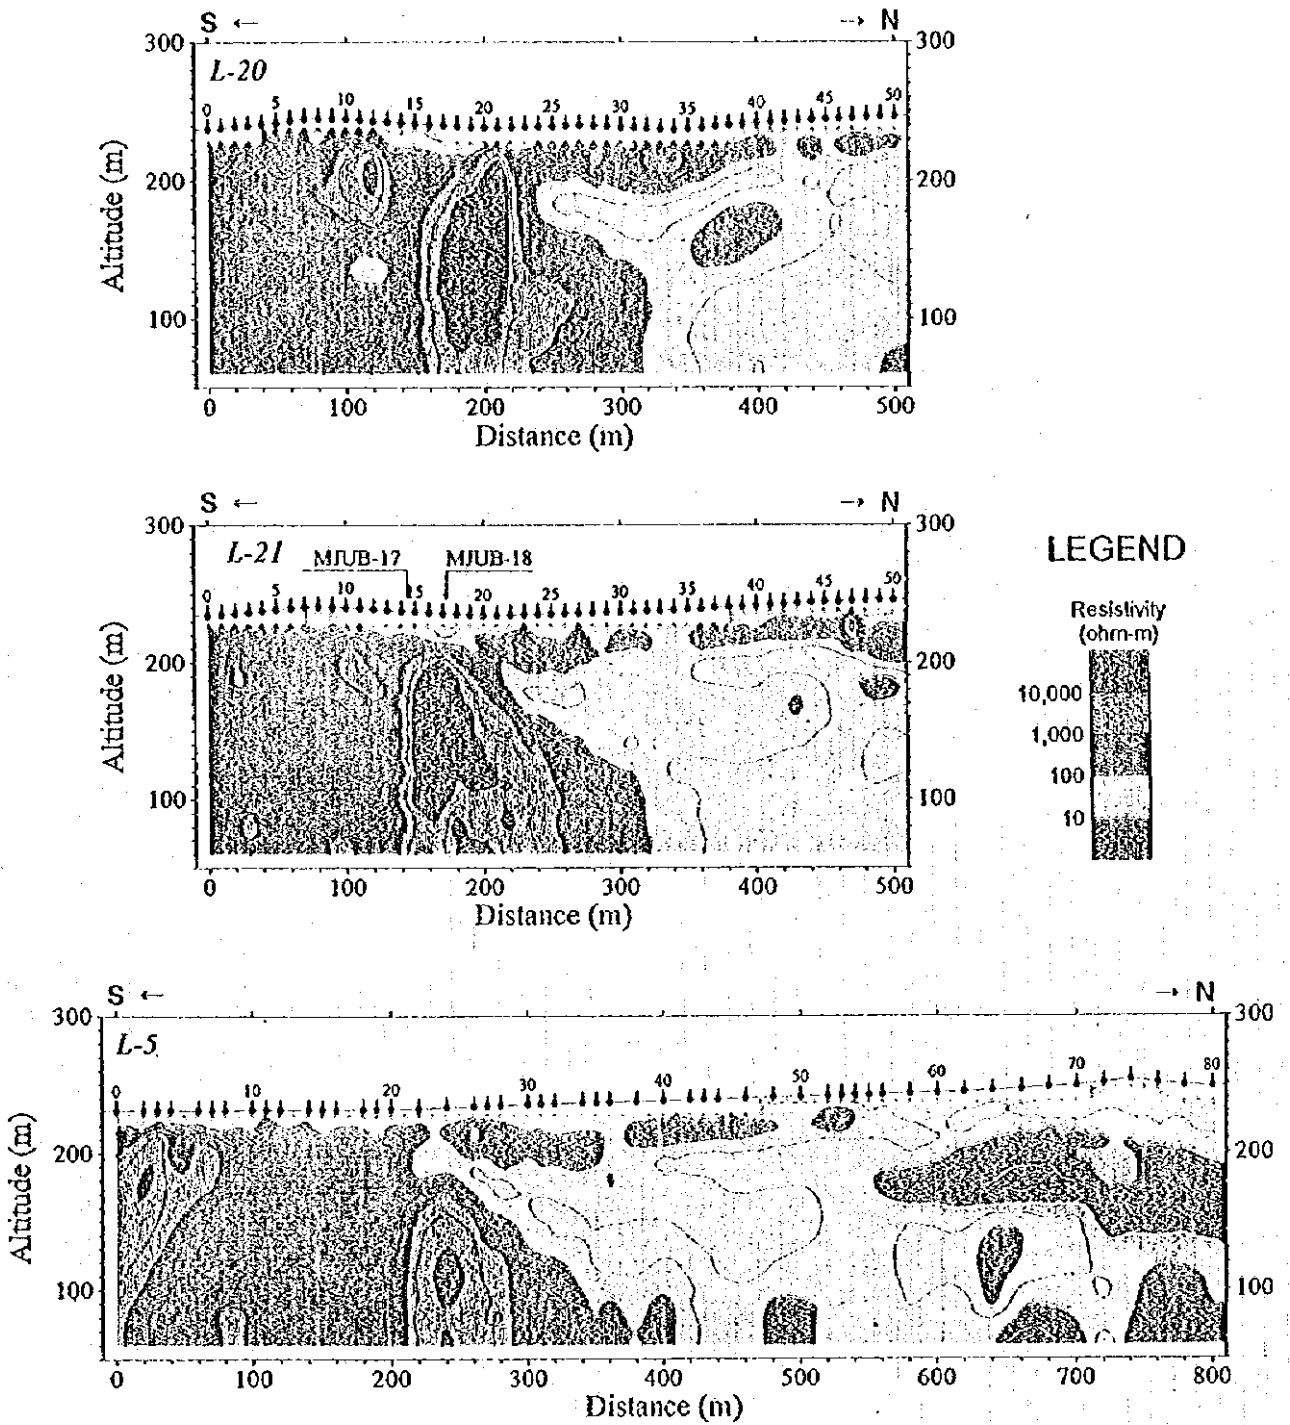 S ← → N
300 300
L-20
0 5 10 15 20 25 30 35 40 45 50
200 200
100 100
Altitude (m)
0 100 200 300 400 500
Distance (m)
S ← → N
300 300
L-21 MJUB-17 MJUB-18
0 5 10 15 20 25 30 35 40 45 50
200 200
100 100
Altitude (m)
0 100 200 300 400 500
Distance (m)
LEGEND
Resistivity
(ohm-m)
10,000
1,000
100
10
S ← → N
300 300
L-5
0 10 20 30 40 50 60 70 80
200 200
100 100
Altitude (m)
0 100 200 300 400 500 600 700 800
Distance (m)